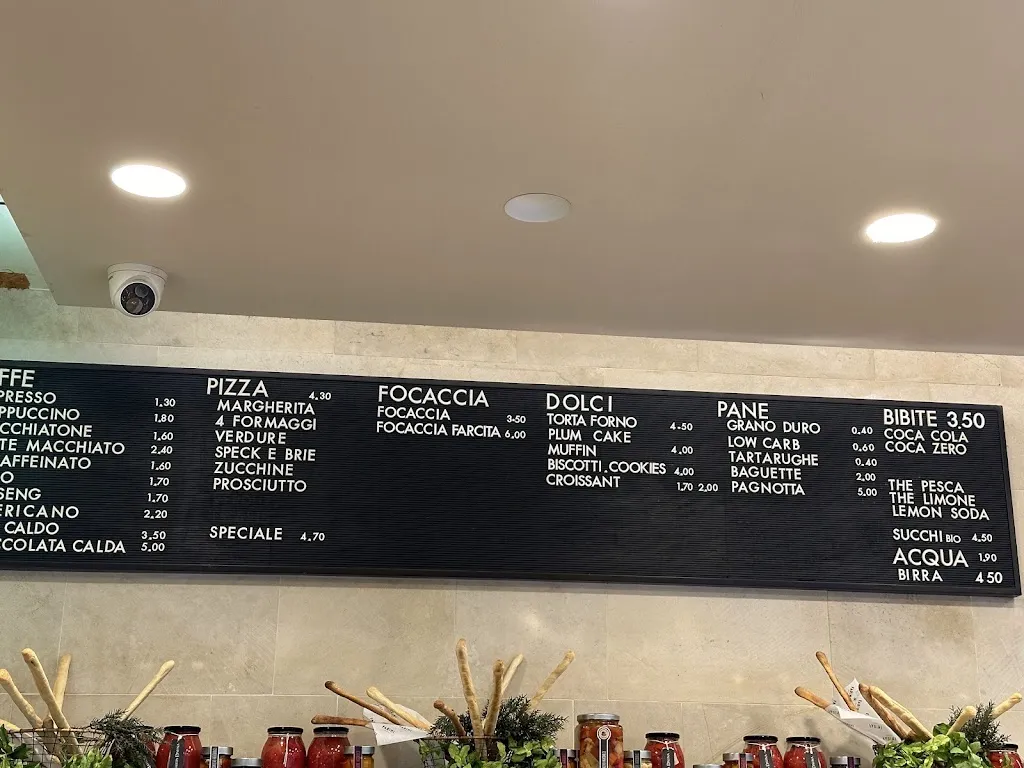 FFE
PRESSO 1.30
PPUCCINO 1.80
CCHIATONE 1.60
TE MACCHIATO 2.40
AFFEINATO 1.60
O 1.70
SENG 1.70
ERICANO 2.20
CALDO 3.50
CCOLATA CALDA 5.00
PIZZA 4.30
MARGHERITA
4 FORMAGGI
VERDURE
SPECK E BRIE
ZUCCHINE
PROSCIUTTO
SPECIALE 4.70
FOCACCIA
FOCACCIA 3-50
FOCACCIA FARCITA 6.00
DOLCI
TORTA FORNO 4-50
PLUM CAKE
MUFFIN 4.00
BISCOTTI.COOKIES 4.00
CROISSANT 1.70 2.00
PANE
GRANO DURO 0.40
LOW CARB 0.60
TARTARUGHE 0.40
BAGUETTE 2,00
PAGNOTTA 5.00
BIBITE 3,50
COCA COLA
COCA ZERO
THE PESCA
THE LIMONE
LEMON SODA
SUCCHI BIO 4.50
ACQUA 1,90
BIRRA 4 50